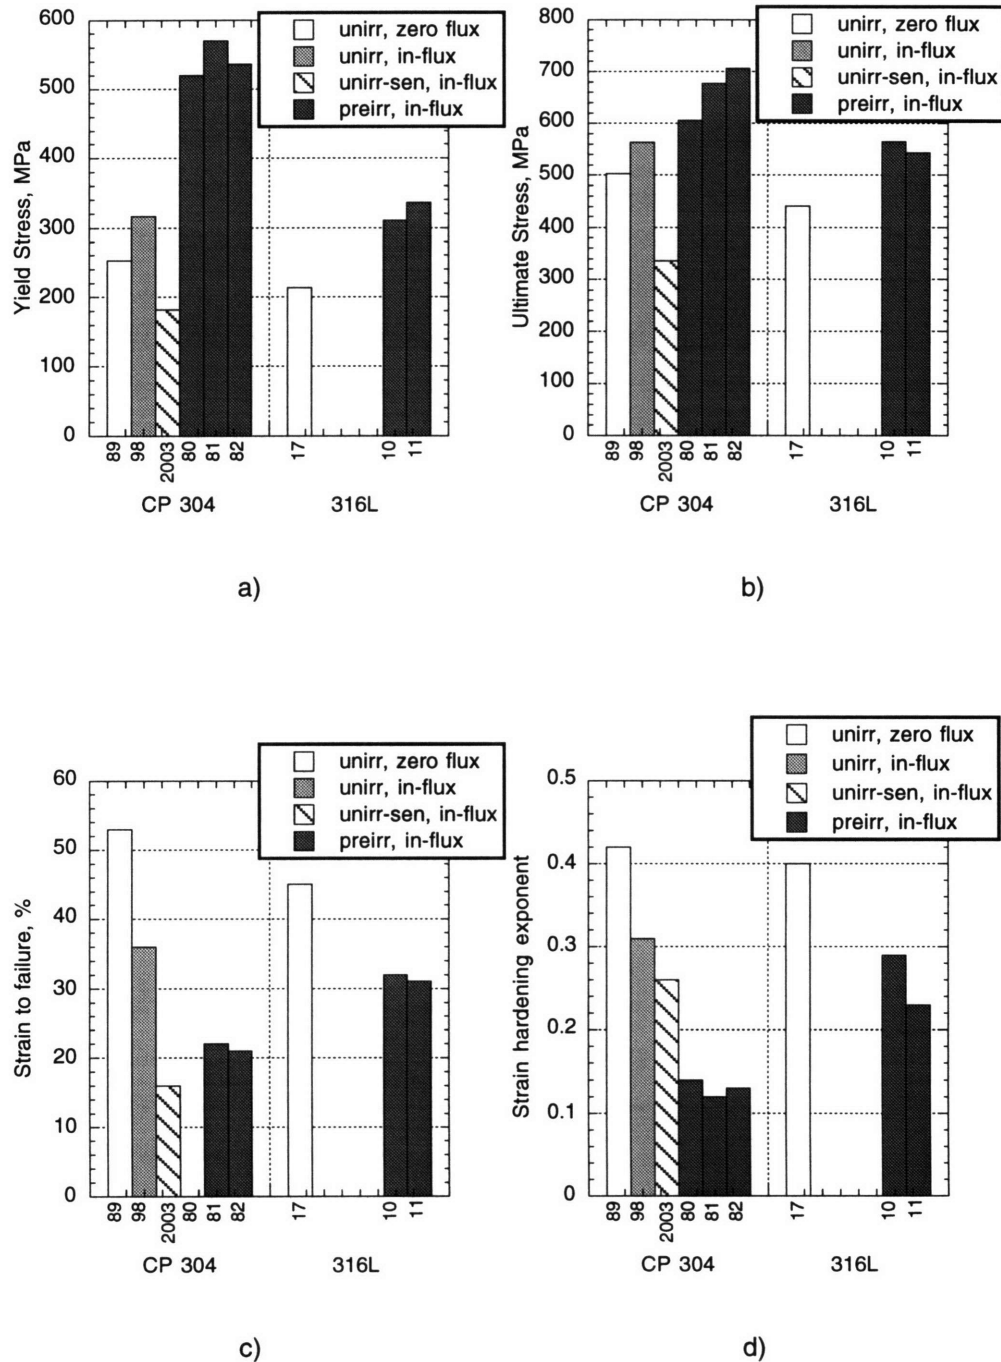 unirr, zero flux
unirr, in-flux
unirr-sen, in-flux
preirr, in-flux
Yield Stress, MPa
600
500
400
300
200
100
0
89 98 2003 80 81 82 17 10 11
CP 304 316L
a)
unirr, zero flux
unirr, in-flux
unirr-sen, in-flux
preirr, in-flux
Ultimate Stress, MPa
800
700
600
500
400
300
200
100
0
89 98 2003 80 81 82 17 10 11
CP 304 316L
b)
unirr, zero flux
unirr, in-flux
unirr-sen, in-flux
preirr, in-flux
Strain to failure, %
60
50
40
30
20
10
0
89 98 2003 80 81 82 17 10 11
CP 304 316L
c)
unirr, zero flux
unirr, in-flux
unirr-sen, in-flux
preirr, in-flux
Strain hardening exponent
0.5
0.4
0.3
0.2
0.1
0
89 98 2003 80 81 82 17 10 11
CP 304 316L
d)